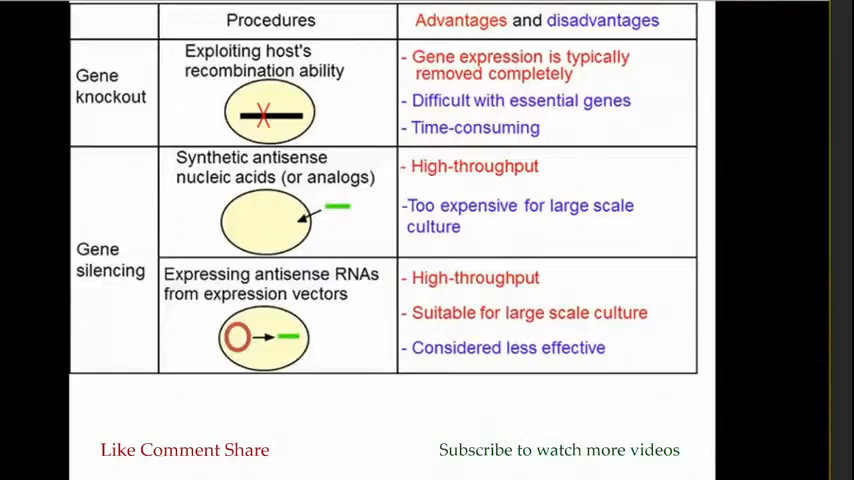 Procedures
Advantages and disadvantages
Gene
knockout
Exploiting host's
recombination ability
- Gene expression is typically
removed completely
- Difficult with essential genes
- Time-consuming
Gene
silencing
Synthetic antisense
nucleic acids (or analogs)
- High-throughput
-Too expensive for large scale
culture
Expressing antisense RNAs
from expression vectors
- High-throughput
- Suitable for large scale culture
- Considered less effective
Like Comment Share
Subscribe to watch more videos